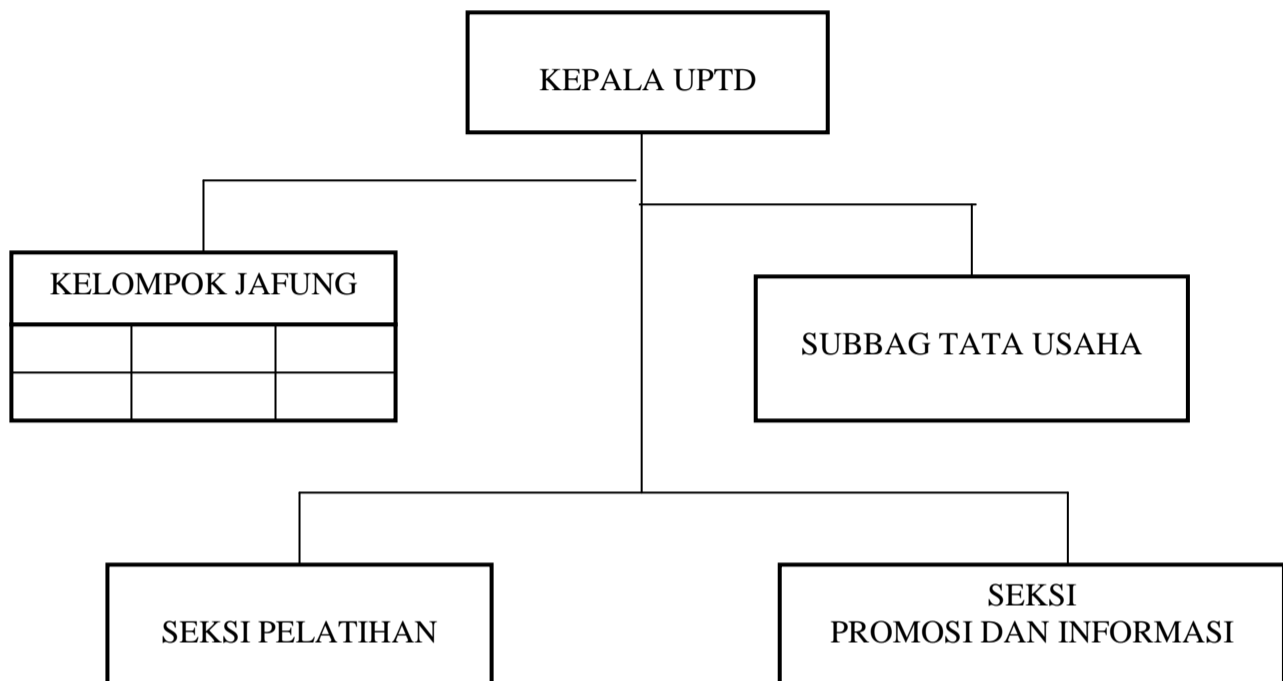 KEPALA UPTD
KELOMPOK JAFUNG
SUBBAG TATA USAHA
SEKSI PELATIHAN
SEKSI
PROMOSI DAN INFORMASI